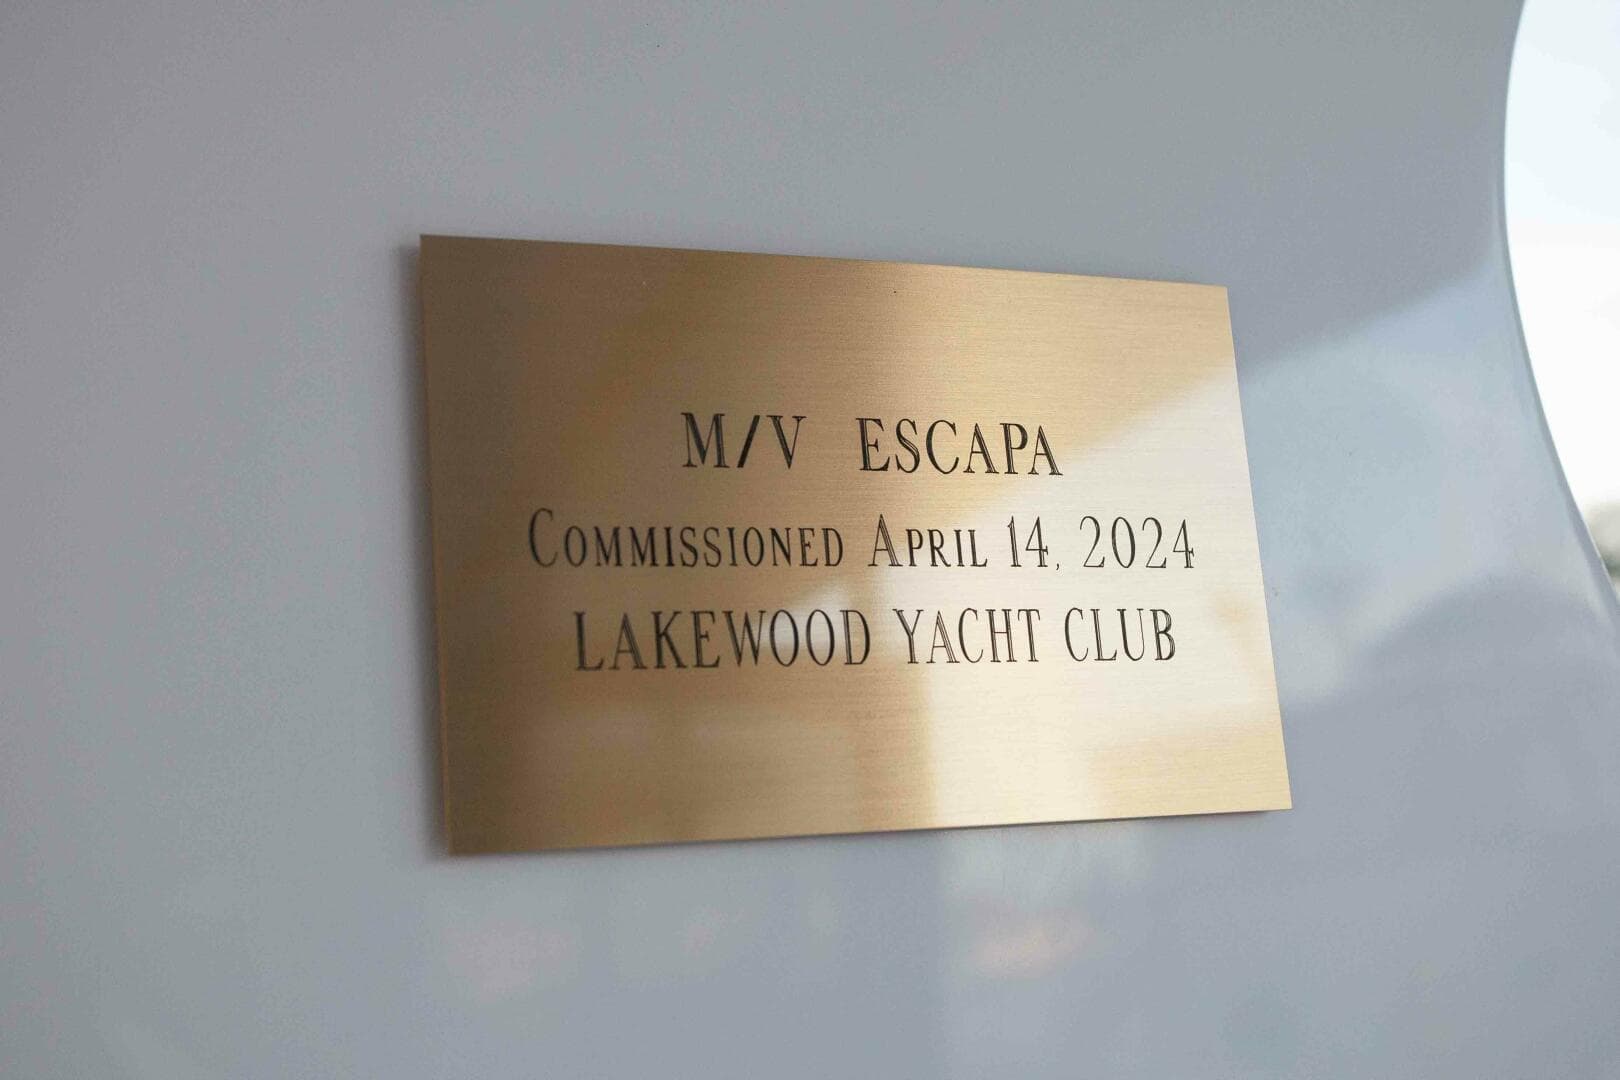 M/V ESCAPA
Commissioned April 14, 2024
LAKEWOOD YACHT CLUB